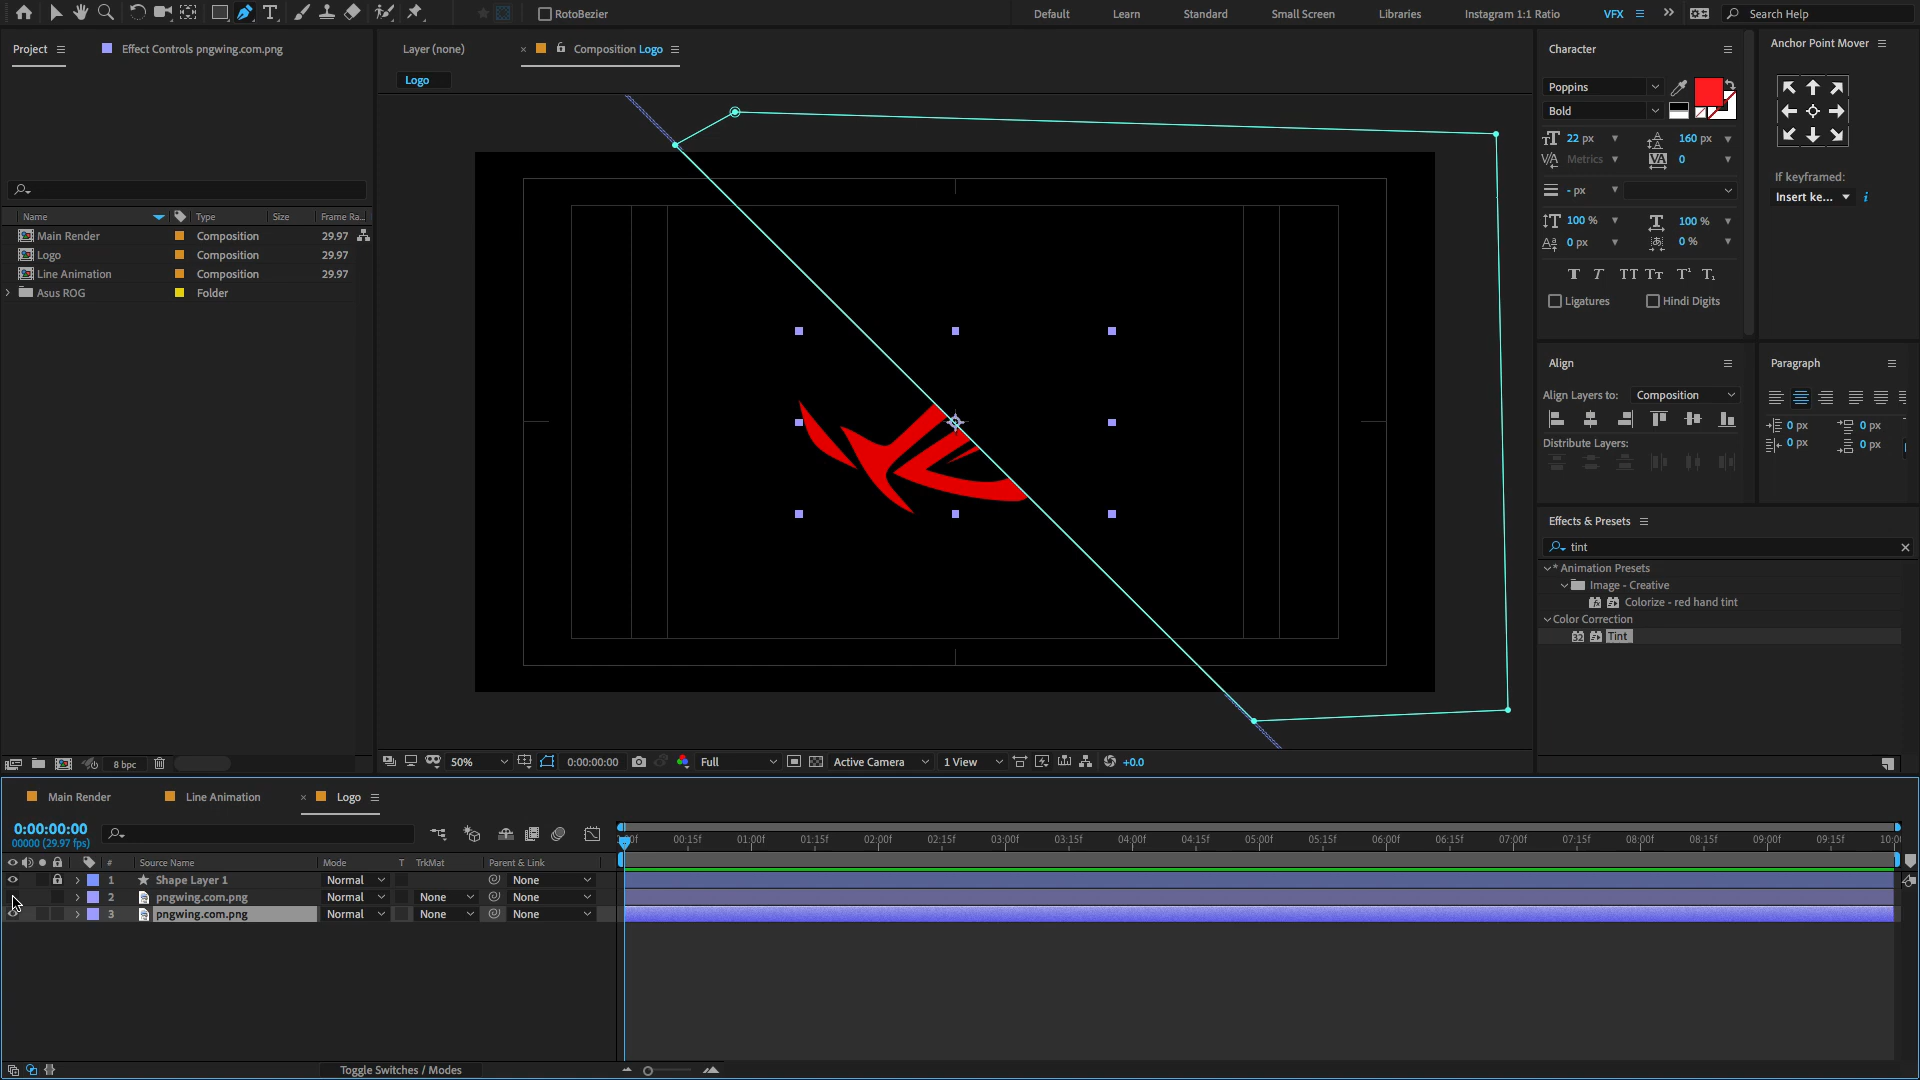 RotoBezier
Default
Learn
Standard
Small Screen
Libraries
Instagram 1:1 Ratio
VFX
Search Help
Project
Effect Controls pngwing.com.png
Layer (none)
Composition Logo
Logo
Name
Type
Size
Frame Ra...
Main Render
Composition
29.97
Logo
Composition
29.97
Line Animation
Composition
29.97
Asus ROG
Folder
8 bpc
50%
0:00:00:00
Full
Active Camera
1 View
+0.0
Character
Poppins
Bold
22 px
160 px
Metrics
0
- px
100 %
100 %
0 px
0 %
Ligatures
Hindi Digits
Anchor Point Mover
If keyframed:
Insert ke...
Align
Align Layers to:
Composition
Distribute Layers:
Paragraph
0 px
0 px
0 px
0 px
Effects & Presets
tint
* Animation Presets
Image - Creative
Colorize - red hand tint
Color Correction
Tint
Main Render
Line Animation
Logo
0:00:00:00
00000 (29.97 fps)
00:15f
01:00f
01:15f
02:00f
02:15f
03:00f
03:15f
04:00f
04:15f
05:00f
05:15f
06:00f
06:15f
07:00f
07:15f
08:00f
08:15f
09:00f
09:15f
#
Source Name
Mode
T
TrkMat
Parent & Link
1
Shape Layer 1
Normal
None
2
pngwing.com.png
Normal
None
None
3
pngwing.com.png
Normal
None
None
Toggle Switches / Modes